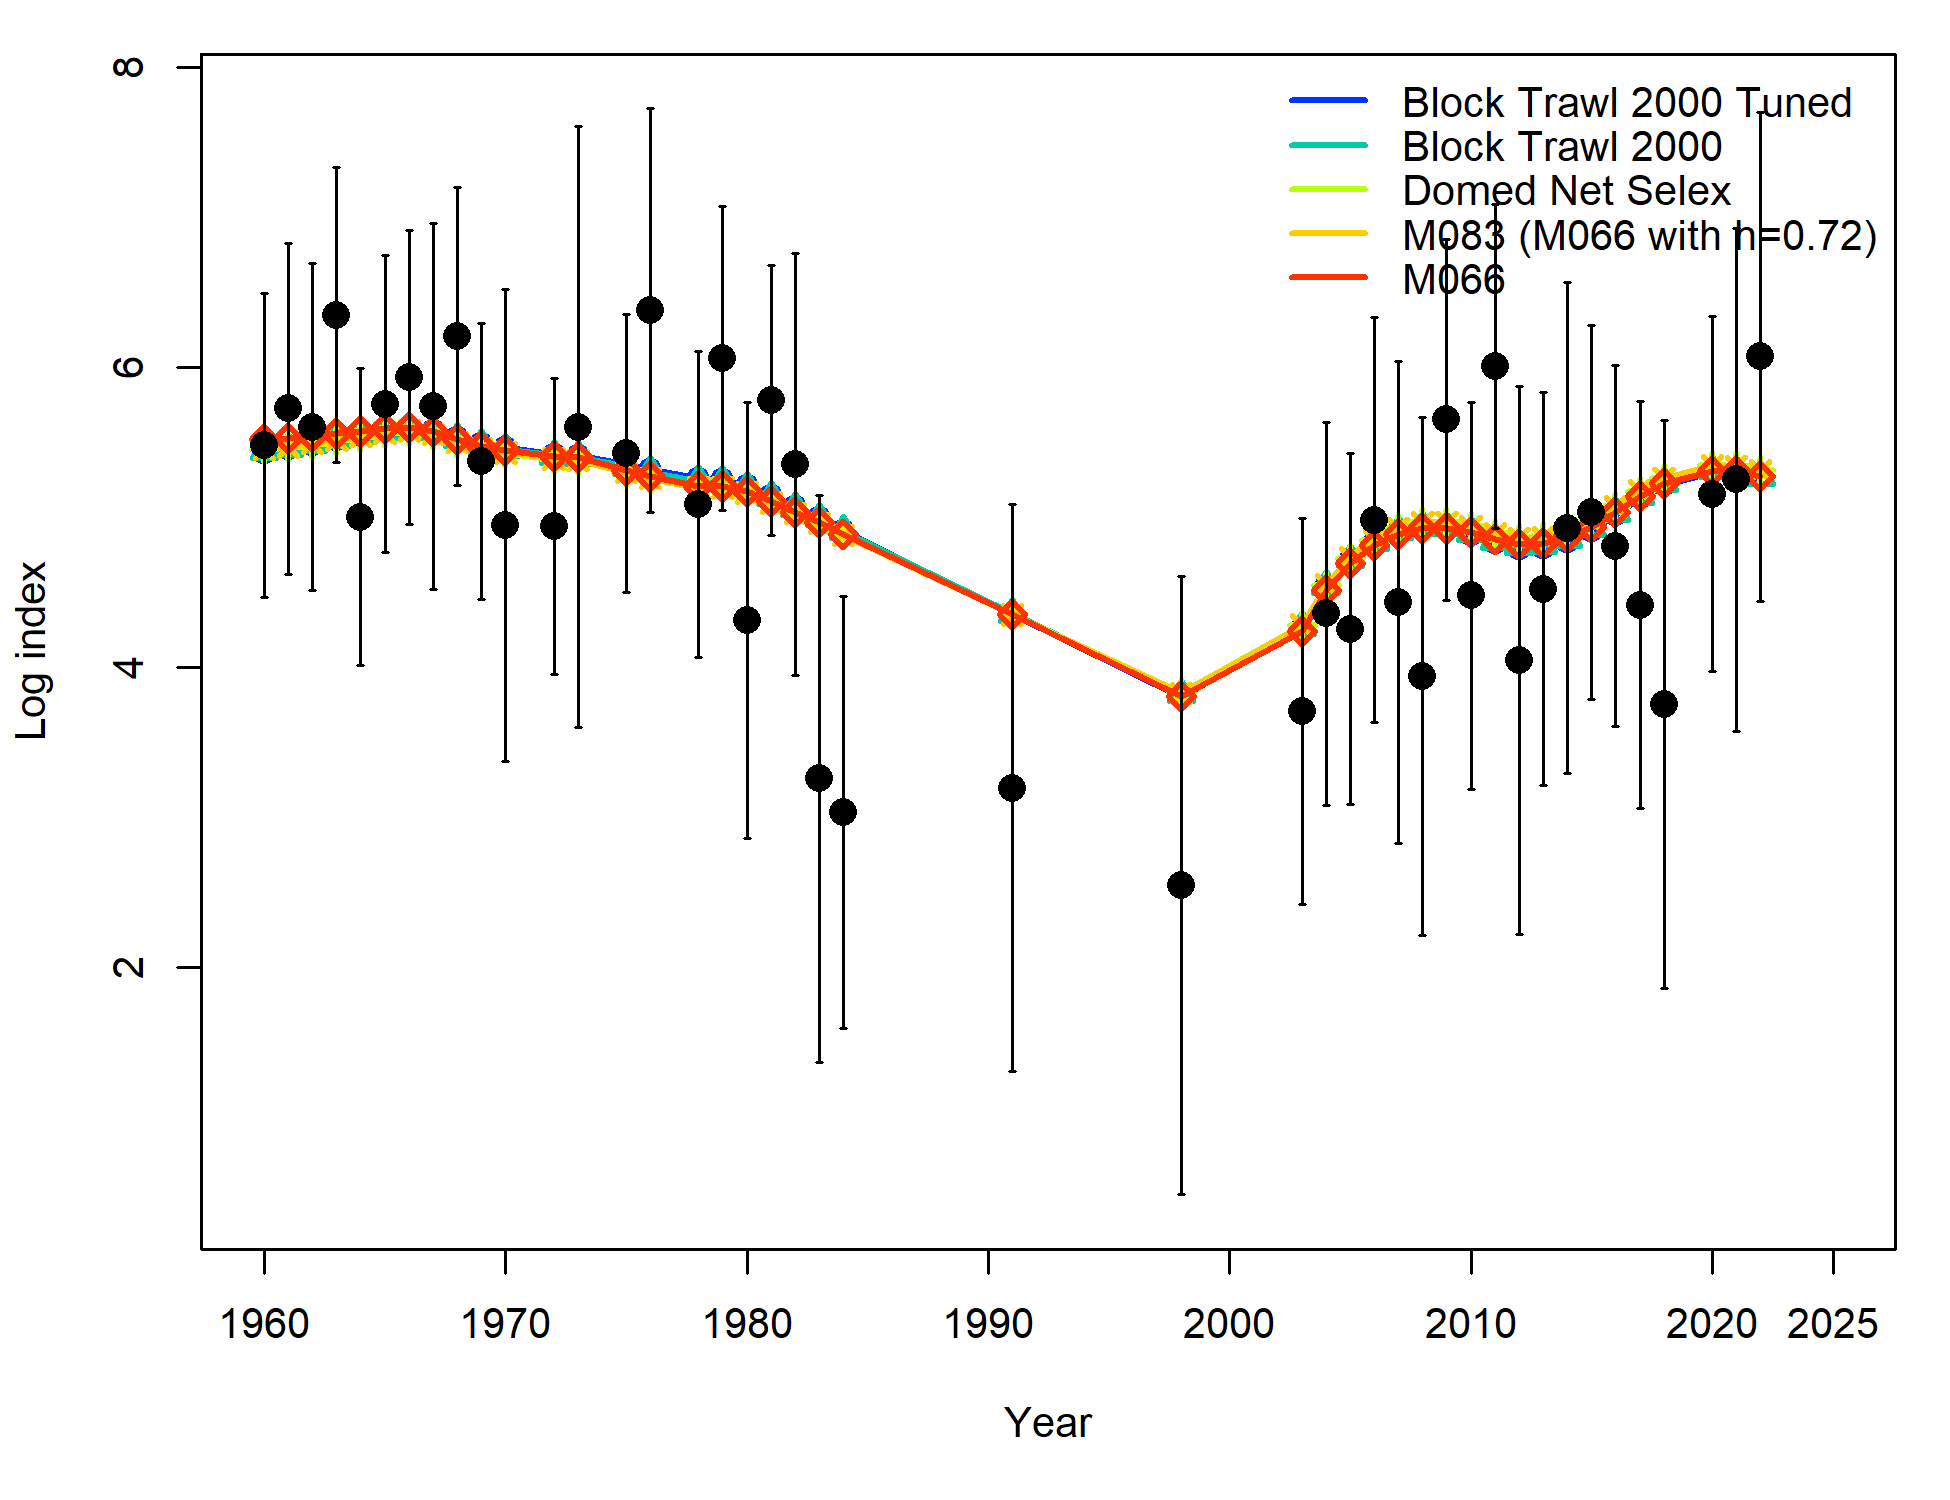 8
6
4
2
Log index
Block Trawl 2000 Tuned
Block Trawl 2000
Domed Net Selex
M083 (M066 with h=0.72)
M066
1960 1970 1980 1990 2000 2010 2020 2025
Year